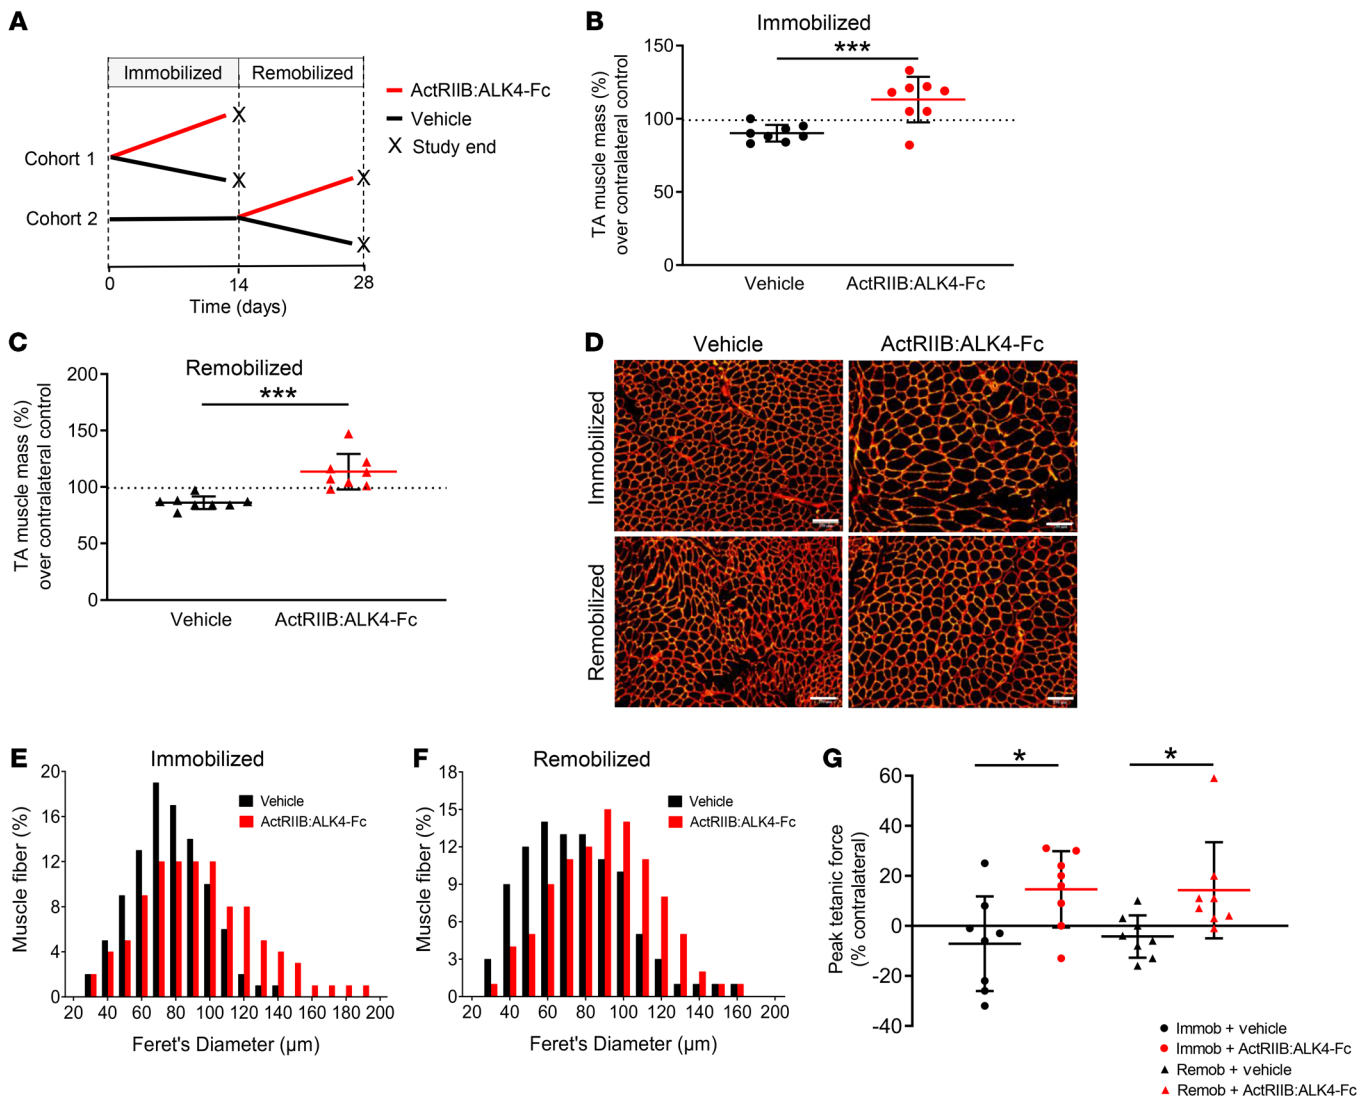 A
Immobilized
Remobilized
ActRIIB:ALK4-Fc
Vehicle
X Study end
X
X
X
X
Cohort 1
Cohort 2
0
14
28
Time (days)
B
Immobilized
***
150
100
50
0
TA muscle mass (%)
over contralateral control
Vehicle
ActRIIB:ALK4-Fc
C
Remobilized
***
200
150
100
50
0
TA muscle mass (%)
over contralateral control
Vehicle
ActRIIB:ALK4-Fc
D
Vehicle
ActRIIB:ALK4-Fc
Immobilized
Remobilized
E
Immobilized
20
16
12
8
4
0
Muscle fiber (%)
Vehicle
ActRIIB:ALK4-Fc
20 40 60 80 100 120 140 160 180 200
Feret's Diameter (μm)
F
Remobilized
18
15
12
9
6
3
0
Muscle fiber (%)
Vehicle
ActRIIB:ALK4-Fc
20 40 60 80 100 120 140 160 180 200
Feret's Diameter (μm)
G
*
*
60
40
20
0
-20
-40
Peak tetanic force
(% contralateral)
Immob + vehicle
Immob + ActRIIB:ALK4-Fc
Remob + vehicle
Remob + ActRIIB:ALK4-Fc